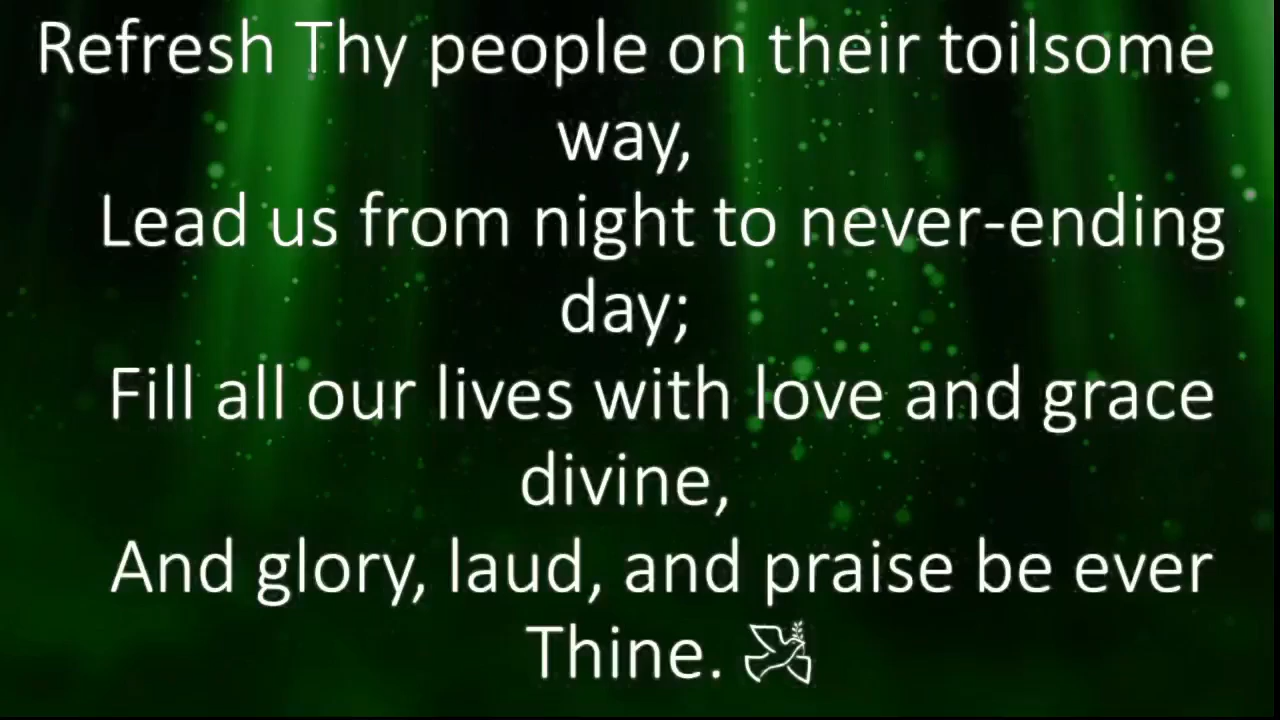 Refresh Thy people on their toilsome
way,
Lead us from night to never-ending
day;
Fill all our lives with love and grace
divine,
And glory, laud, and praise be ever
Thine. 🕊